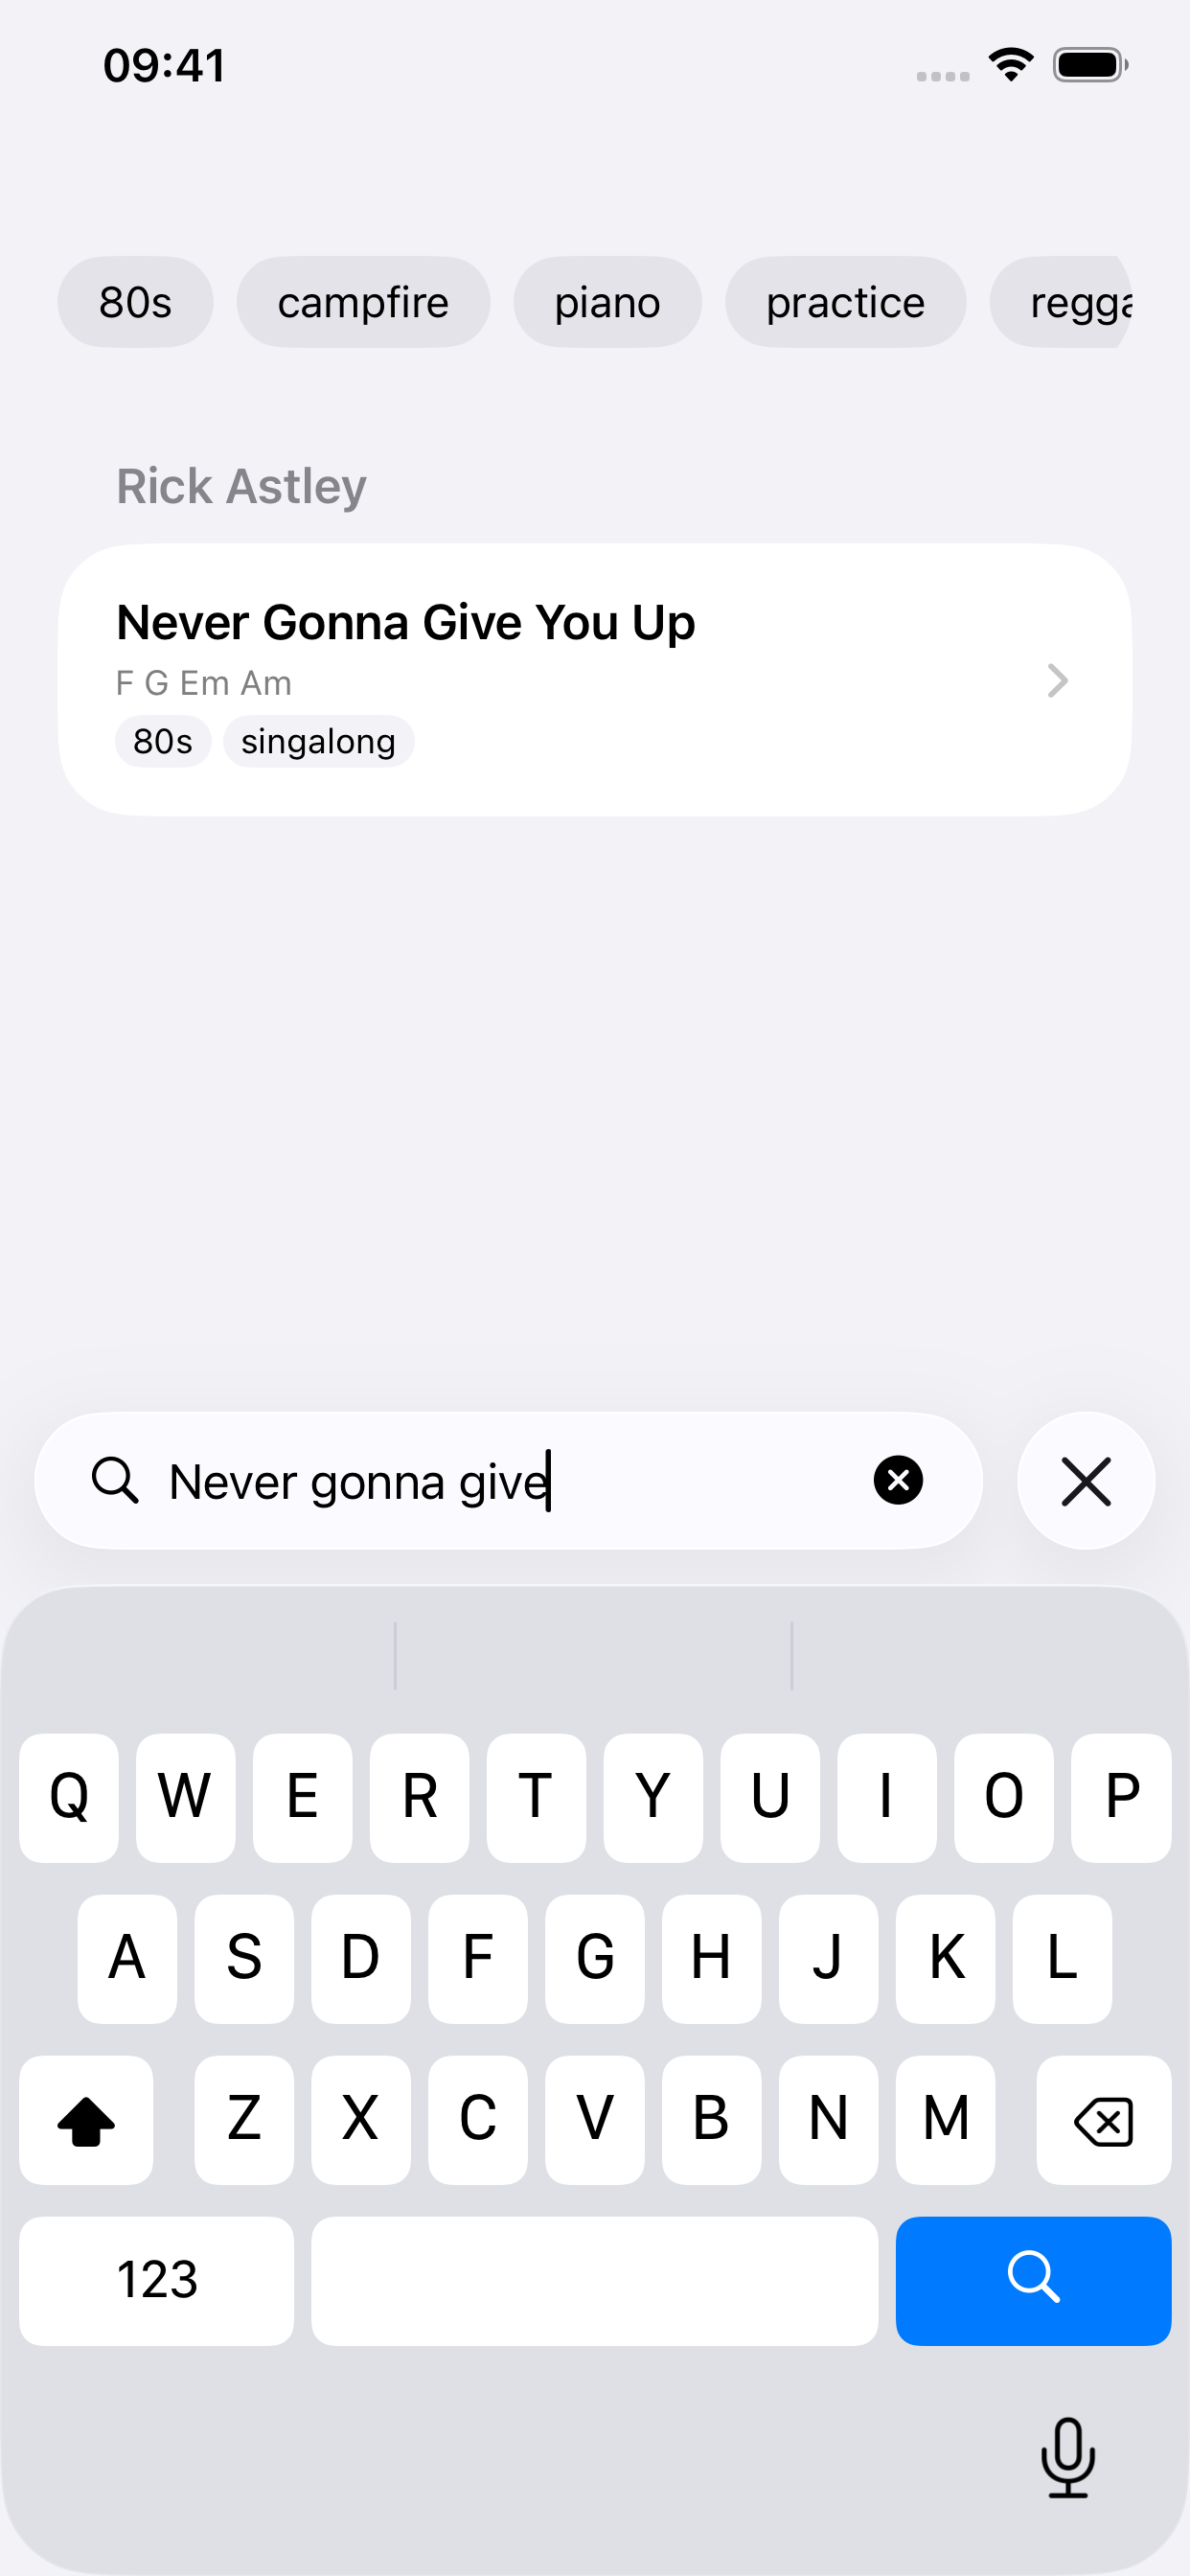 09:41
80s campfire piano practice regga
Rick Astley
Never Gonna Give You Up
F G Em Am
80s singalong
Never gonna give
Q W E R T Y U I O P
A S D F G H J K L
Z X C V B N M
123